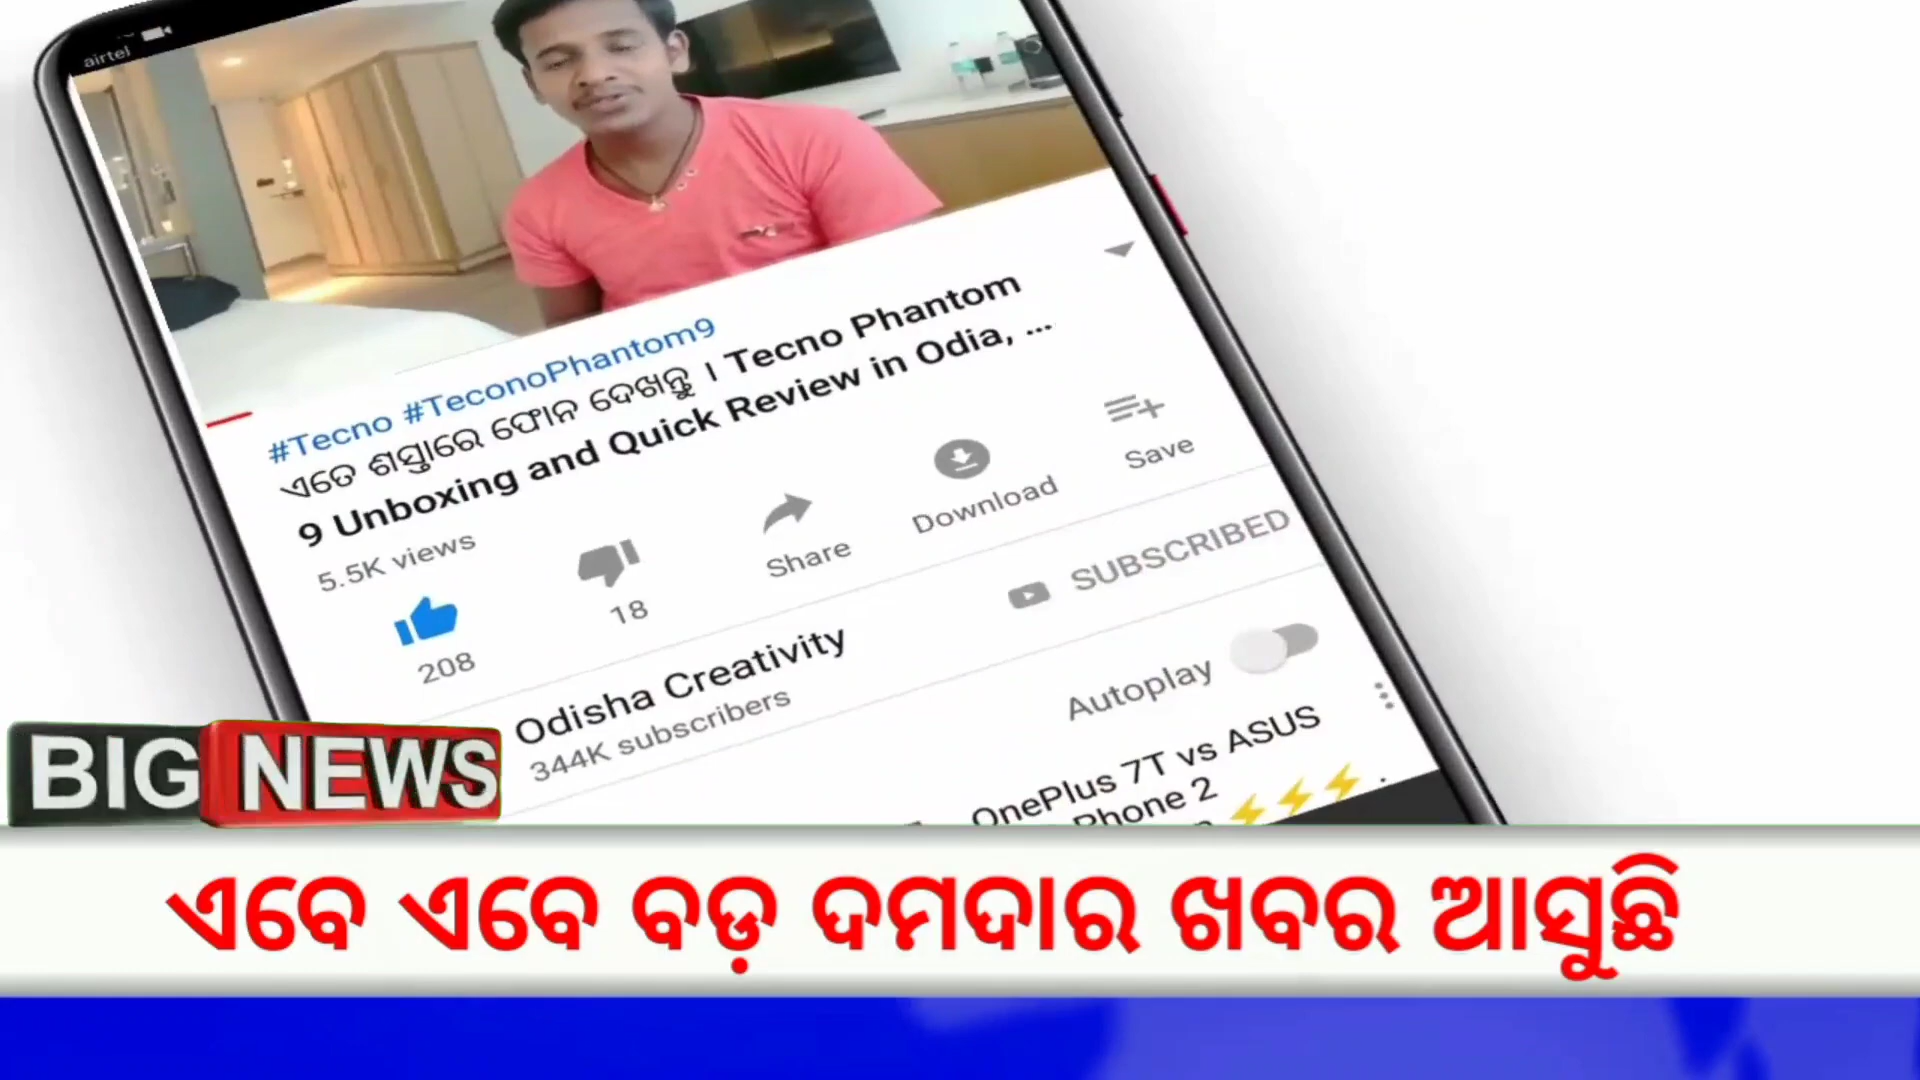 airtel
#Tecno #TeconoPhantom9
ଏତେ ଶସ୍ତାରେ ଫୋନ ଦେଖନ୍ତୁ । Tecno Phantom
9 Unboxing and Quick Review in Odia, ...
5.5K views
208
18
Share
Download
Save
Odisha Creativity
344K subscribers
SUBSCRIBED
Autoplay
OnePlus 7T vs ASUS
Phone 2
BIG NEWS
ଏବେ ଏବେ ବଡ଼ ଦମଦାର ଖବର ଆସୁଛି